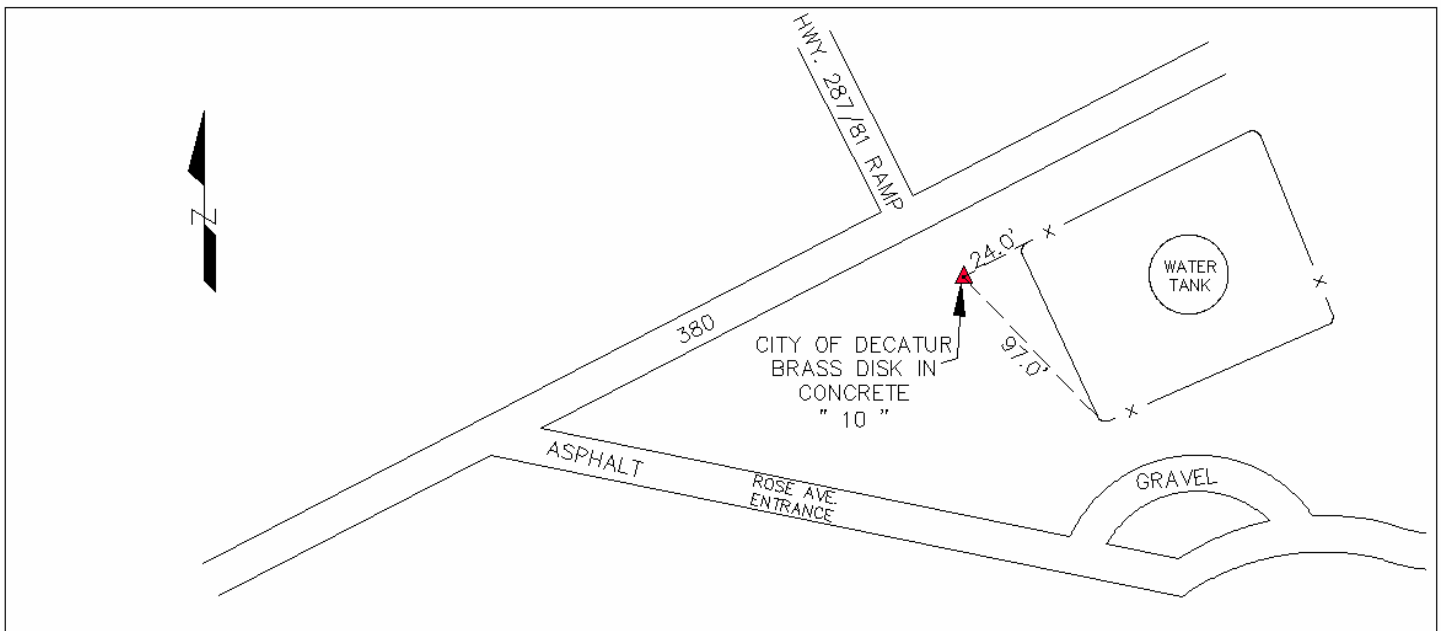 HWY. 287/81 RAMP
N
24.0'
X
WATER
TANK
X
380
CITY OF DECATUR
BRASS DISK IN
CONCRETE
" 10 "
97.0'
X
ASPHALT
ROSE AVE.
ENTRANCE
GRAVEL